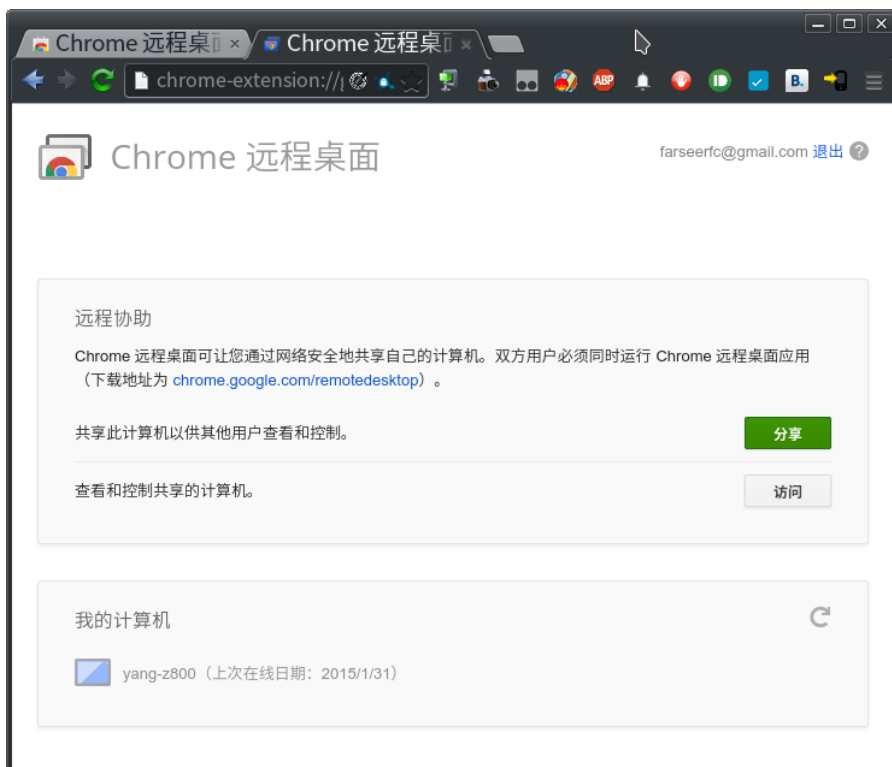 Chrome 远程桌面
Chrome 远程桌面
chrome-extension://
ABP
B.
Chrome 远程桌面
farseerfc@gmail.com 退出 ?
远程协助
Chrome 远程桌面可让您通过网络安全地共享自己的计算机。双方用户必须同时运行 Chrome 远程桌面应用
（下载地址为 chrome.google.com/remotedesktop）。
共享此计算机以供其他用户查看和控制。
分享
查看和控制共享的计算机。
访问
我的计算机
yang-z800（上次在线日期：2015/1/31）